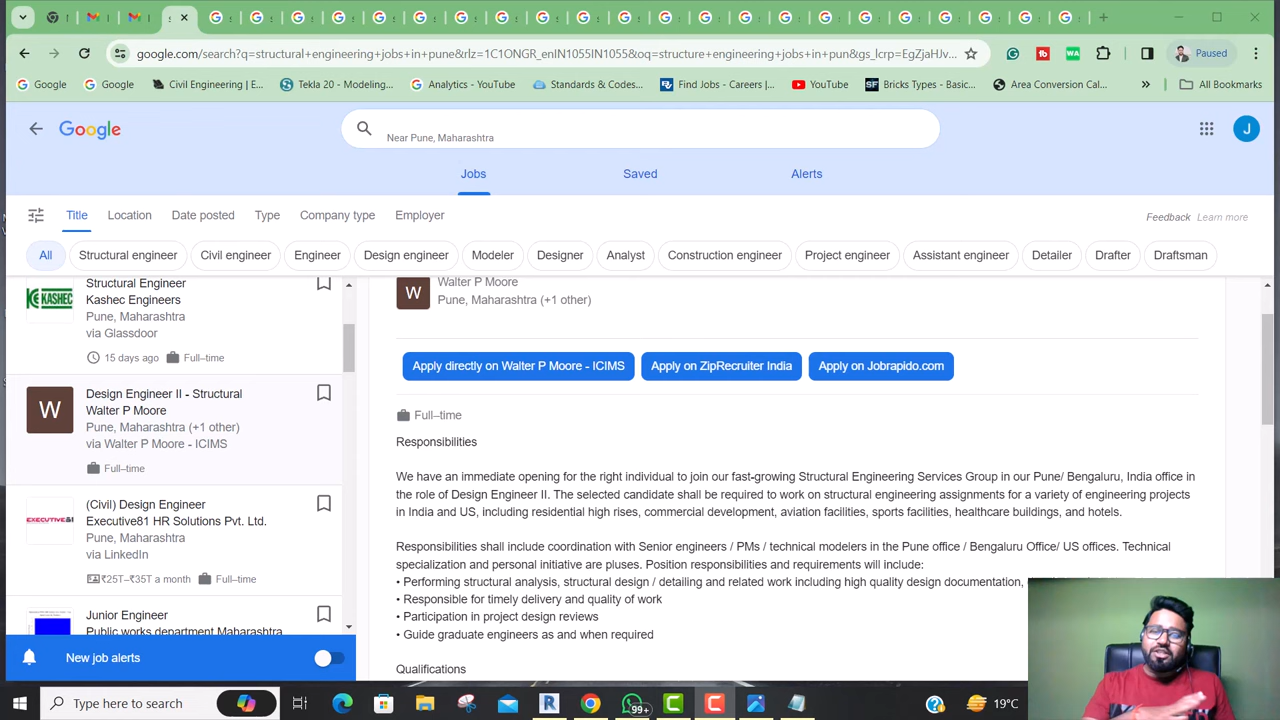 google.com/search?q=structural+engineering+jobs+in+pune&rlz=1C1ONGR_enIN1055IN1055&oq=structure+engineering+jobs+in+pun&gs_lcrp=EgZjaHJv...
Paused
Google
Google
Civil Engineering | E...
Tekla 20 - Modeling...
Analytics - YouTube
Standards & Codes...
Find Jobs - Careers |...
YouTube
Bricks Types - Basic...
Area Conversion Cal...
All Bookmarks
Google
Near Pune, Maharashtra
J
Jobs
Saved
Alerts
Title
Location
Date posted
Type
Company type
Employer
Feedback
Learn more
All
Structural engineer
Civil engineer
Engineer
Design engineer
Modeler
Designer
Analyst
Construction engineer
Project engineer
Assistant engineer
Detailer
Drafter
Draftsman
KASHEC
Structural Engineer
Kashec Engineers
Pune, Maharashtra
via Glassdoor
15 days ago
Full–time
W
Design Engineer II - Structural
Walter P Moore
Pune, Maharashtra (+1 other)
via Walter P Moore - ICIMS
Full–time
EXECUTIVE81
(Civil) Design Engineer
Executive81 HR Solutions Pvt. Ltd.
Pune, Maharashtra
via LinkedIn
₹25T–₹35T a month
Full–time
Junior Engineer
Public works department Maharashtra
New job alerts
W
Walter P Moore
Pune, Maharashtra (+1 other)
Apply directly on Walter P Moore - ICIMS
Apply on ZipRecruiter India
Apply on Jobrapido.com
Full–time
Responsibilities
We have an immediate opening for the right individual to join our fast-growing Structural Engineering Services Group in our Pune/ Bengaluru, India office in
the role of Design Engineer II. The selected candidate shall be required to work on structural engineering assignments for a variety of engineering projects
in India and US, including residential high rises, commercial development, aviation facilities, sports facilities, healthcare buildings, and hotels.
Responsibilities shall include coordination with Senior engineers / PMs / technical modelers in the Pune office / Bengaluru Office/ US offices. Technical
specialization and personal initiative are pluses. Position responsibilities and requirements will include:
• Performing structural analysis, structural design / detailing and related work including high quality design documentation,
• Responsible for timely delivery and quality of work
• Participation in project design reviews
• Guide graduate engineers as and when required
Qualifications
Type here to search
99+
19°C